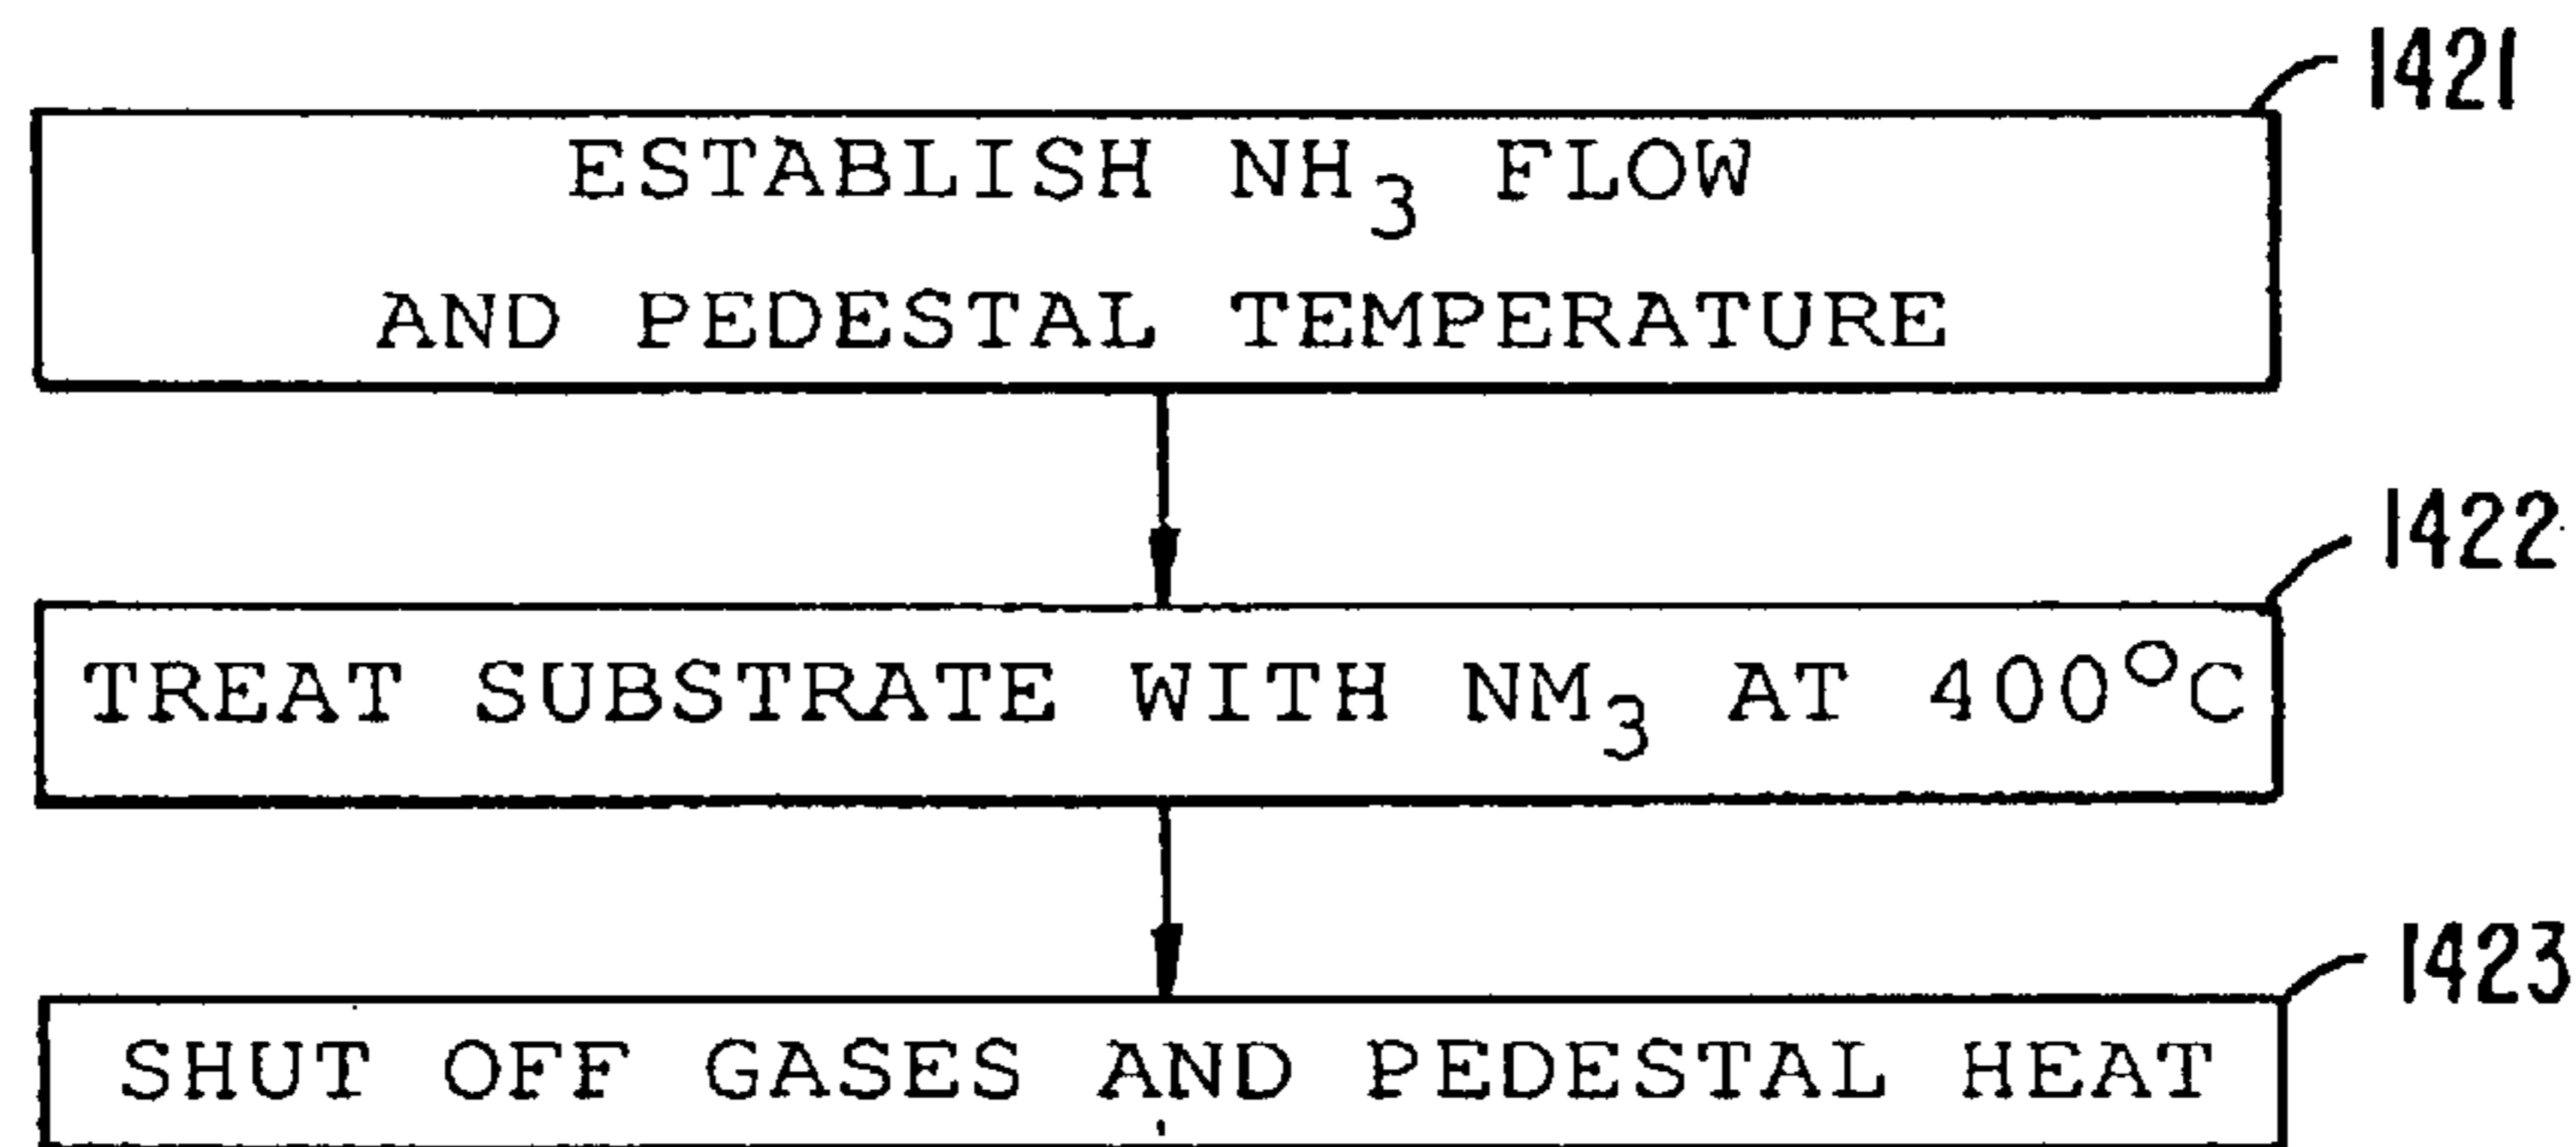 1421
ESTABLISH NH₃ FLOW
AND PEDESTAL TEMPERATURE
1422
TREAT SUBSTRATE WITH NM₃ AT 400°C
1423
SHUT OFF GASES AND PEDESTAL HEAT